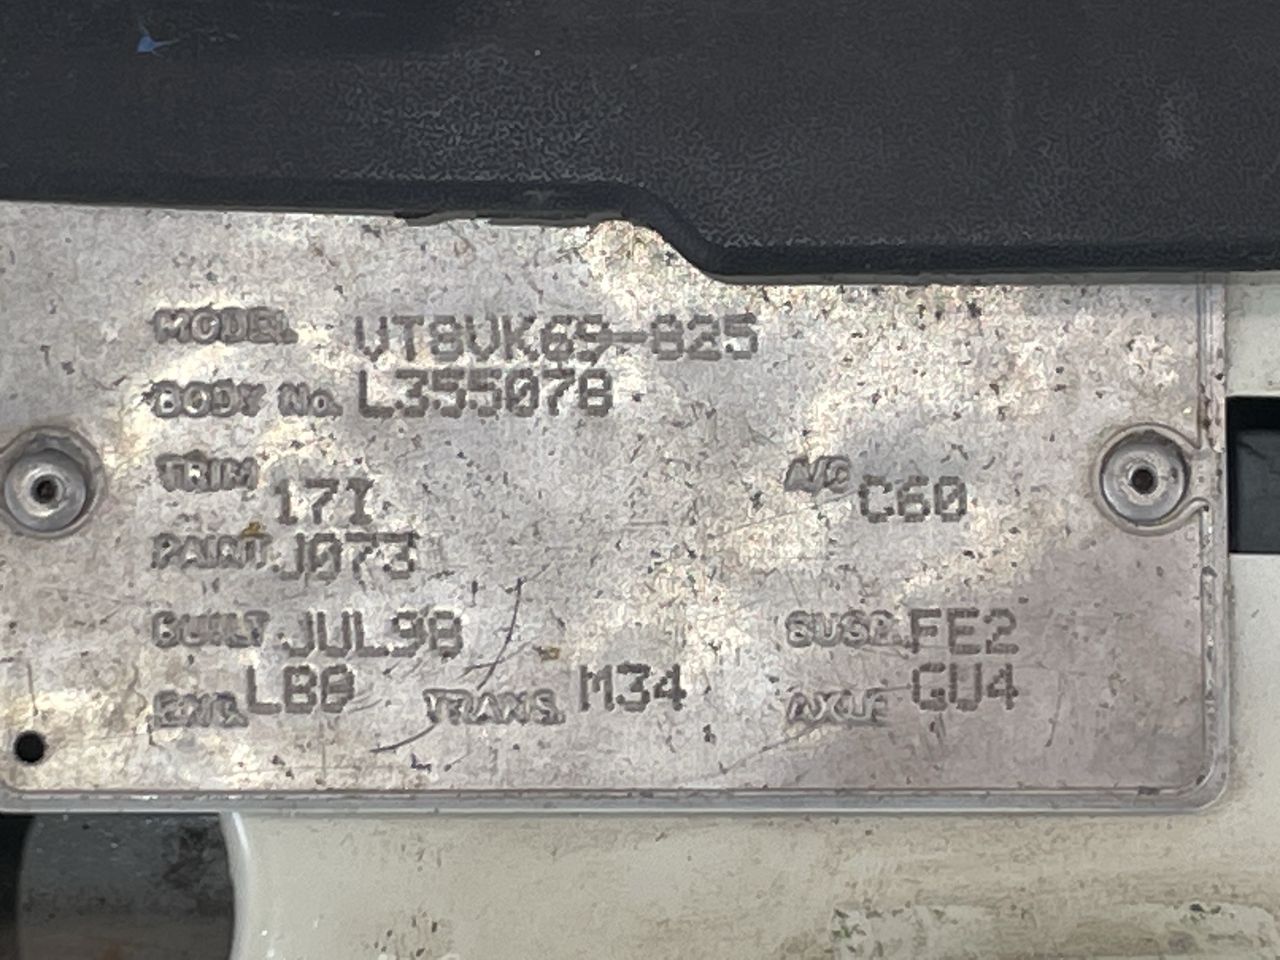 MODEL VT8VK69-825
BODY No. L355078
TRIM 17I A/C C60
PAINT J073
BUILT JUL98 SUSP. FE2
ENG. LB0 TRANS. M34 AXLE GU4